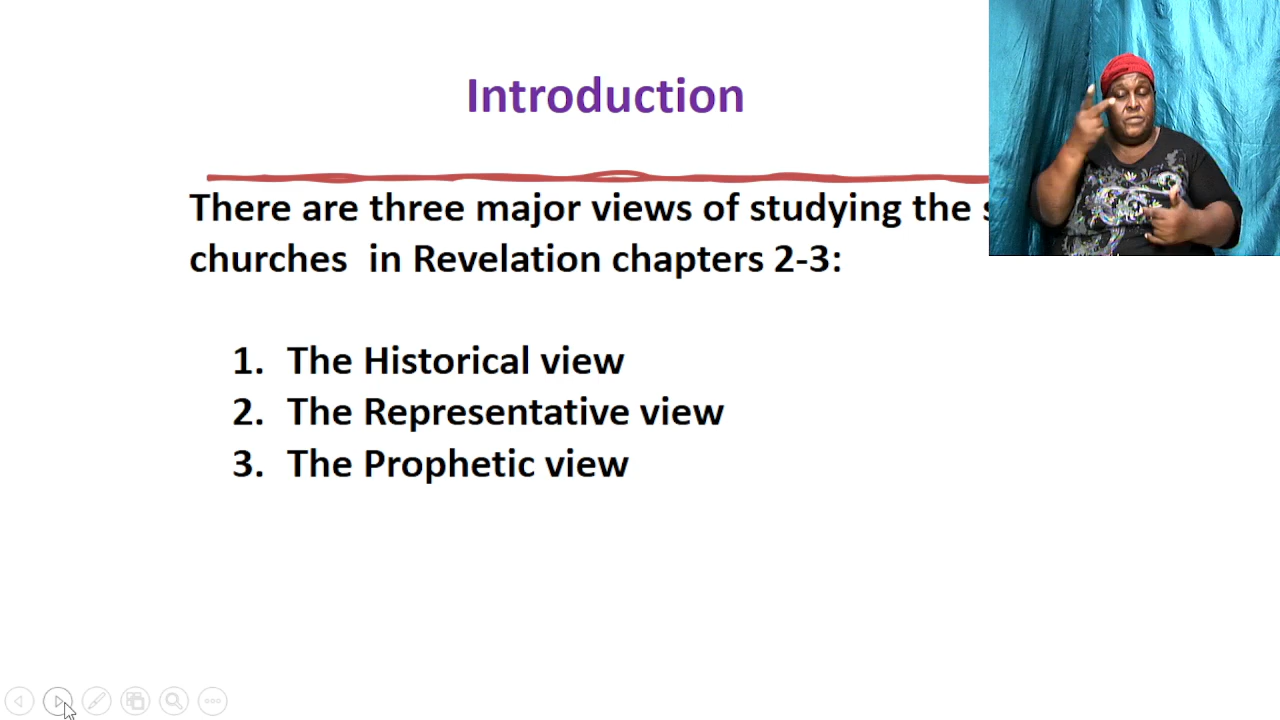 Introduction
There are three major views of studying the
churches in Revelation chapters 2-3:
1. The Historical view
2. The Representative view
3. The Prophetic view